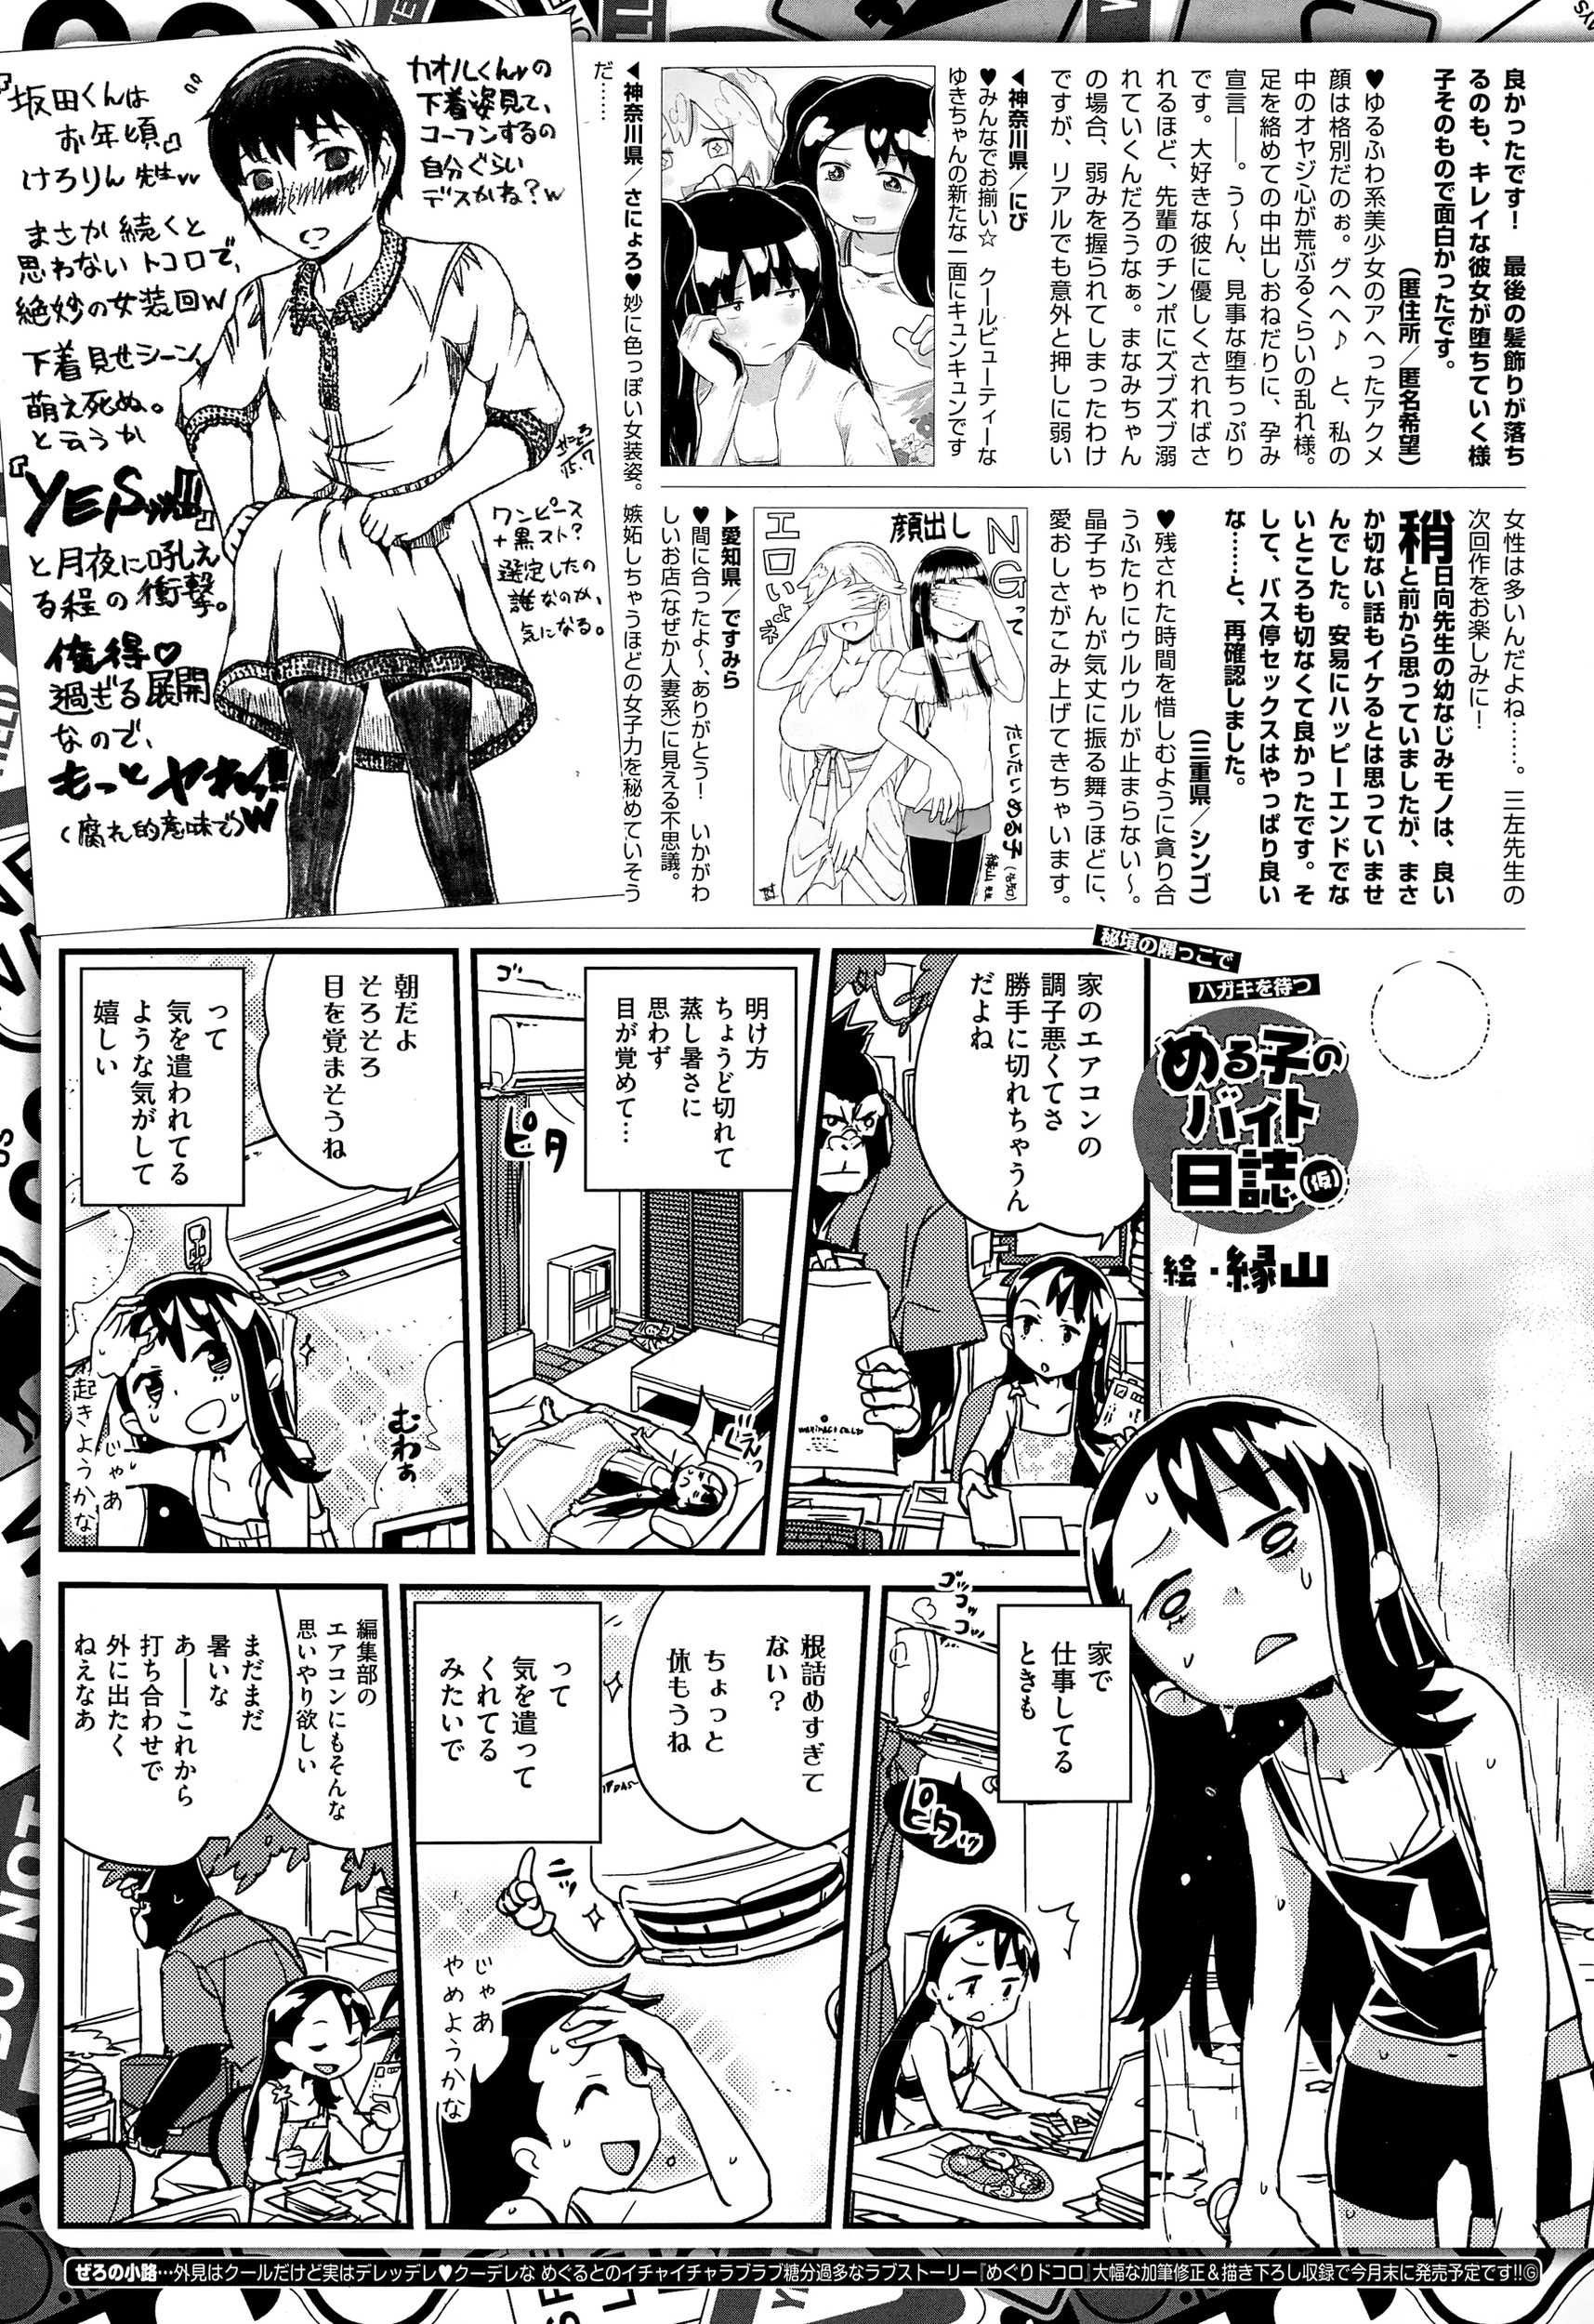 良かったです！　最後の髪飾りが落ち
るのも、キレイな彼女が堕ちていく様
子そのもので面白かったです。
（匿住所／匿名希望）
♥ゆるふわ系美少女のアヘったアクメ
顔は格別だのぉ。グヘヘ♪　と、私の
中のオヤジ心が荒ぶるくらいの乱れ様。
足を絡めての中出しおねだりに、孕み
宣言――。う〜ん、見事な堕ちっぷり
です。大好きな彼に優しくされればさ
れるほど、先輩のチンポにズブズブ溺
れていくんだろうなぁ。まなみちゃん
の場合、弱みを握られてしまったわけ
ですが、リアルでも意外と押しに弱い
女性は多いんだよね……。三左先生の
次回作をお楽しみに！
稍日向先生の幼なじみモノは、良い
と前から思っていましたが、まさ
か切ない話もイケるとは思っていませ
んでした。安易にハッピーエンドでな
いところも切なくて良かったです。そ
して、バス停セックスはやっぱり良い
な……と、再確認しました。
（三重県／シンゴ）
♥残された時間を惜しむように貪り合
うふたりにウルウルが止まらない〜。
晶子ちゃんが気丈に振る舞うほどに、
愛おしさがこみ上げてきちゃいます。
◀神奈川県／にび
♥みんなでお揃い☆　クールビューティーな
ゆきちゃんの新たな一面にキュンキュンです
NGって
顔出し
エロいよネ
だいたいめる子
▶愛知県／ですみら
♥間に合ったよ〜、ありがとう！　いかがわ
しいお店（なぜか人妻系）に見える不思議。
◀神奈川県／さにょろ♥妙に色っぽい女装姿。嫉妬しちゃうほどの女子力を秘めていそう
だ……
カオルくんの
下着姿見て、
コーフンするの
自分ぐらい
デスかね？w
『坂田くんは
お年頃』
けろりん先生w
まさか続くと
思わないトコロで、
絶妙の女装回w
下着見せシーン、
萌え死ぬ。
と云うか
『YES!!!』
と月夜に吼え
る程の衝撃。
俺得♡
過ぎる展開
なので、
もっとヤれッ!!
（腐れ的意味で）w
ワンピース
＋黒スト？
選定したの
誰なのか、
気になる。
秘境の隅っこで
ハガキを待つ
める子の
バイト
日誌（仮）
絵・縁山
家のエアコンの
調子悪くてさ
勝手に切れちゃうん
だよね
明け方
ちょうど切れて
蒸し暑さに
思わず
目が覚めて…
ゴ
ピタ
朝だよ
そろそろ
目を覚まそうね
って
気を遣われてる
ような気がして
嬉しい
むわぁ
じゃあ
起きようかな
家で
仕事してる
ときも
ゴッ
コッ
コッ
ピタッ
根詰めすぎて
ない？
ちょっと
休もうね
って
気を遣って
くれてる
みたいで
ニッ
じゃあ
やめようかな
編集部の
エアコンにもそんな
思いやり欲しい
まだまだ
暑いな
あ――これから
打ち合わせで
外に出たく
ねえなあ
ぜろの小路…外見はクールだけど実はデレッデレ♥クーデレな めぐるとのイチャイチャラブラブ糖分過多なラブストーリー『めぐりドコロ』大幅な加筆修正＆描き下ろし収録で今月末に発売予定です!!Ⓖ
DO NOT